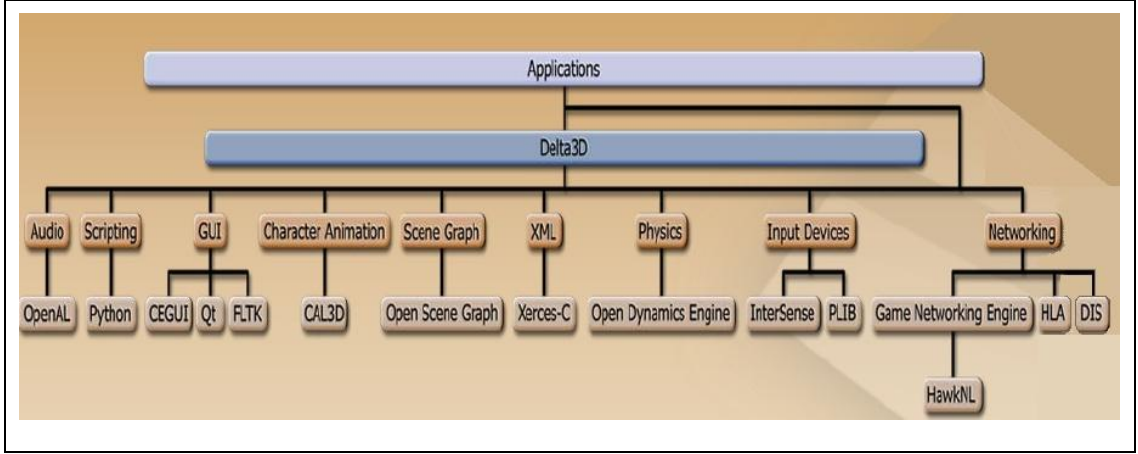 Applications
Delta3D
Audio Scripting GUI Character Animation Scene Graph XML Physics Input Devices Networking
OpenAL Python CEGUI Qt FLTK CAL3D Open Scene Graph Xerces-C Open Dynamics Engine InterSense PLIB Game Networking Engine HLA DIS
HawkNL